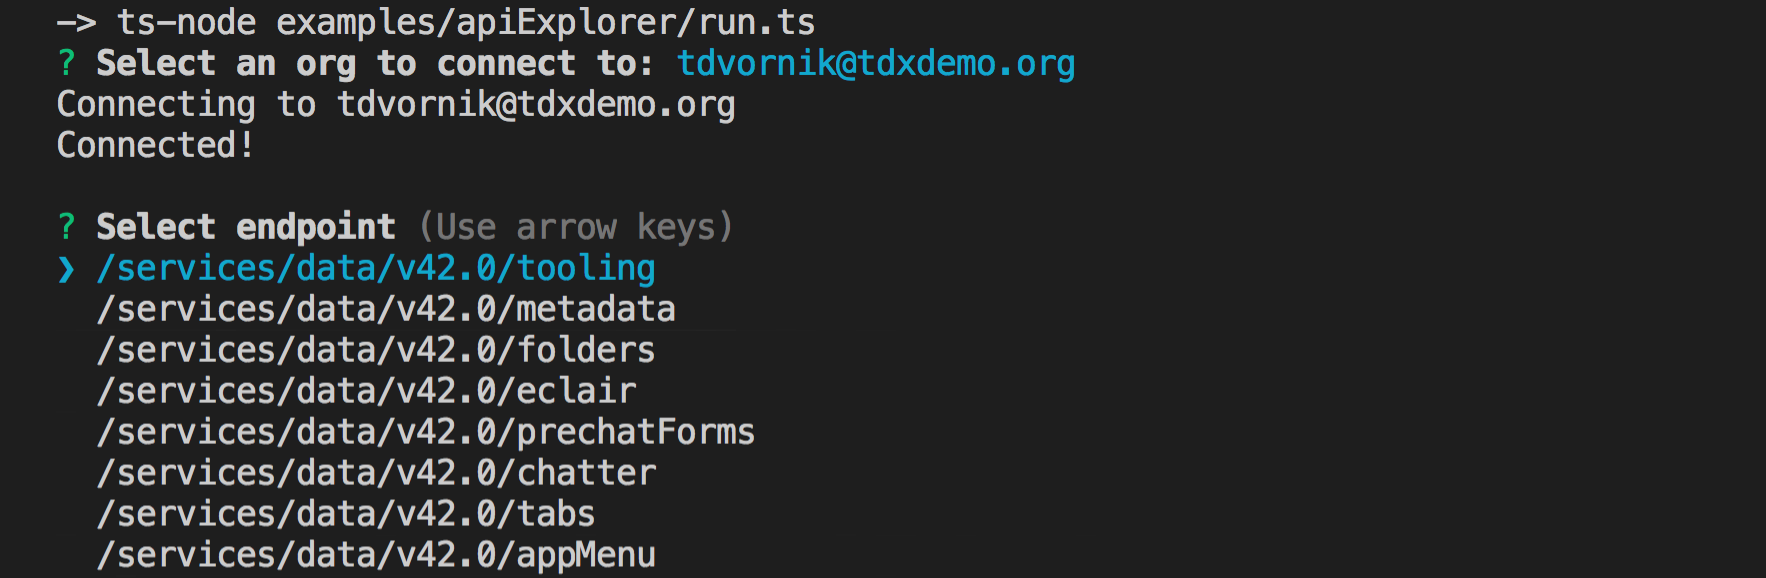 —> ts-node examples/apiExplorer/run.ts
? Select an org to connect to: tdvornik@tdxdemo.org
Connecting to tdvornik@tdxdemo.org
Connected!
? Select endpoint (Use arrow keys)
❯ /services/data/v42.0/tooling
/services/data/v42.0/metadata
/services/data/v42.0/folders
/services/data/v42.0/eclair
/services/data/v42.0/prechatForms
/services/data/v42.0/chatter
/services/data/v42.0/tabs
/services/data/v42.0/appMenu